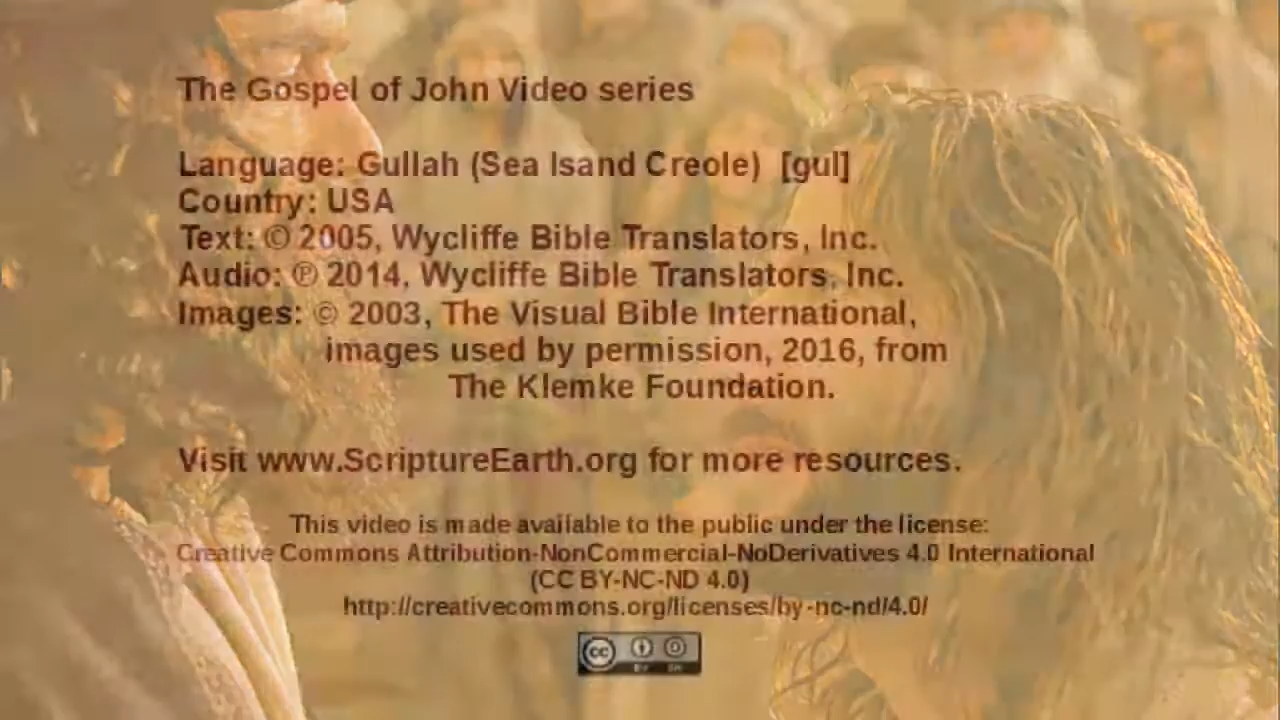 The Gospel of John Video series
Language: Gullah (Sea Isand Creole) [gul]
Country: USA
Text: © 2005, Wycliffe Bible Translators, Inc.
Audio: ℗ 2014, Wycliffe Bible Translators, Inc.
Images: © 2003, The Visual Bible International,
images used by permission, 2016, from
The Klemke Foundation.
Visit www.ScriptureEarth.org for more resources.
This video is made available to the public under the license:
Creative Commons Attribution-NonCommercial-NoDerivatives 4.0 International
(CC BY-NC-ND 4.0)
http://creativecommons.org/licenses/by-nc-nd/4.0/
cc